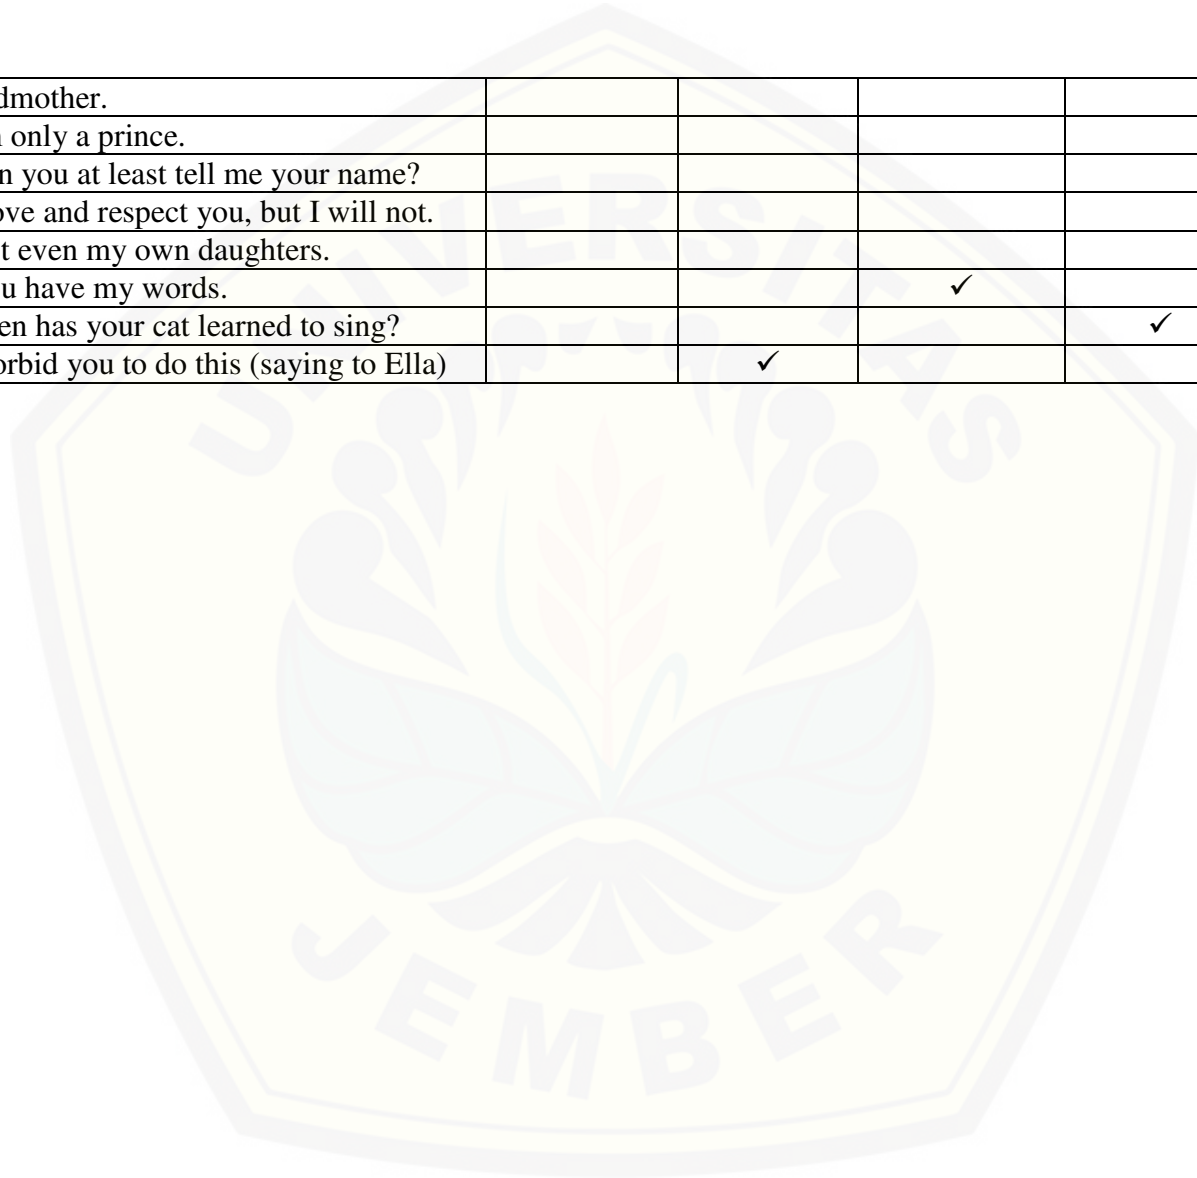 dmother.
only a prince.
n you at least tell me your name?
ove and respect you, but I will not.
t even my own daughters.
u have my words. ✓
en has your cat learned to sing? ✓
orbid you to do this (saying to Ella) ✓
UNIVERSITAS
JEMBER